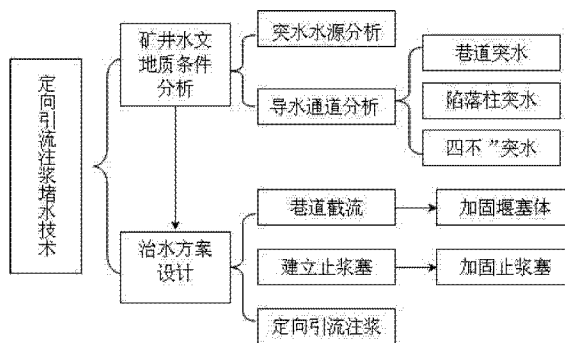 定向引流注浆堵水技术
矿井水文
地质条件
分析
突水水源分析
导水通道分析
巷道突水
陷落柱突水
四不”突水
治水方案
设计
巷道截流
加固堰塞体
建立止浆塞
加固止浆塞
定向引流注浆